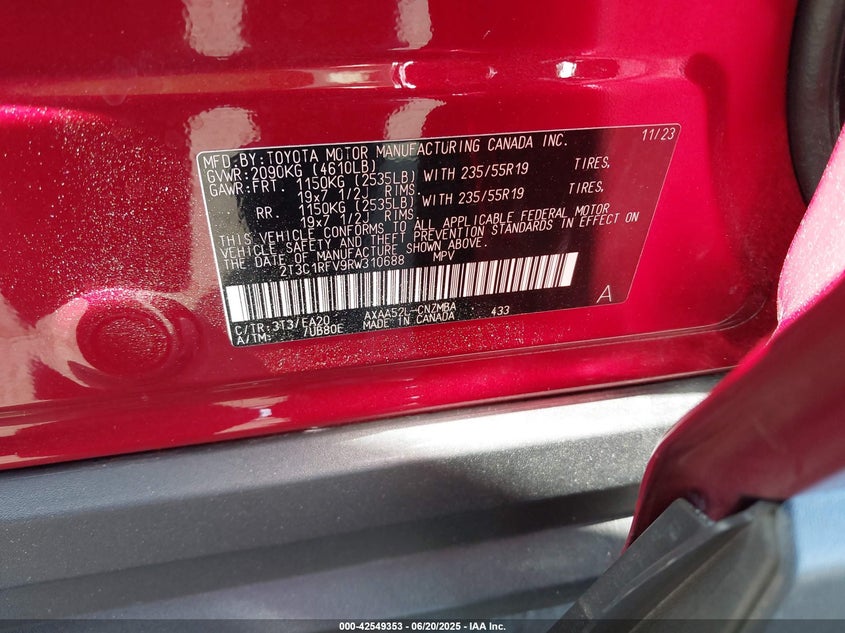 MFD.BY:TOYOTA MOTOR MANUFACTURING CANADA INC. 11/23
GVWR:2090KG (4610LB)
GAWR:FRT. 1150KG (2535LB) WITH 235/55R19 TIRES,
19x7 1/2J RIMS
RR. 1150KG (2535LB) WITH 235/55R19 TIRES,
19x7 1/2J RIMS
THIS VEHICLE CONFORMS TO ALL APPLICABLE FEDERAL MOTOR
VEHICLE SAFETY AND THEFT PREVENTION STANDARDS IN EFFECT ON
THE DATE OF MANUFACTURE SHOWN ABOVE.
2T3C1RFV9RW310688 MPV
A
C/TR:3T3/EA20 AXAA52L-CNZMBA 433
A/TM: /UB80E MADE IN CANADA
000-42549353 | 06/20/2025 - IAA Inc.